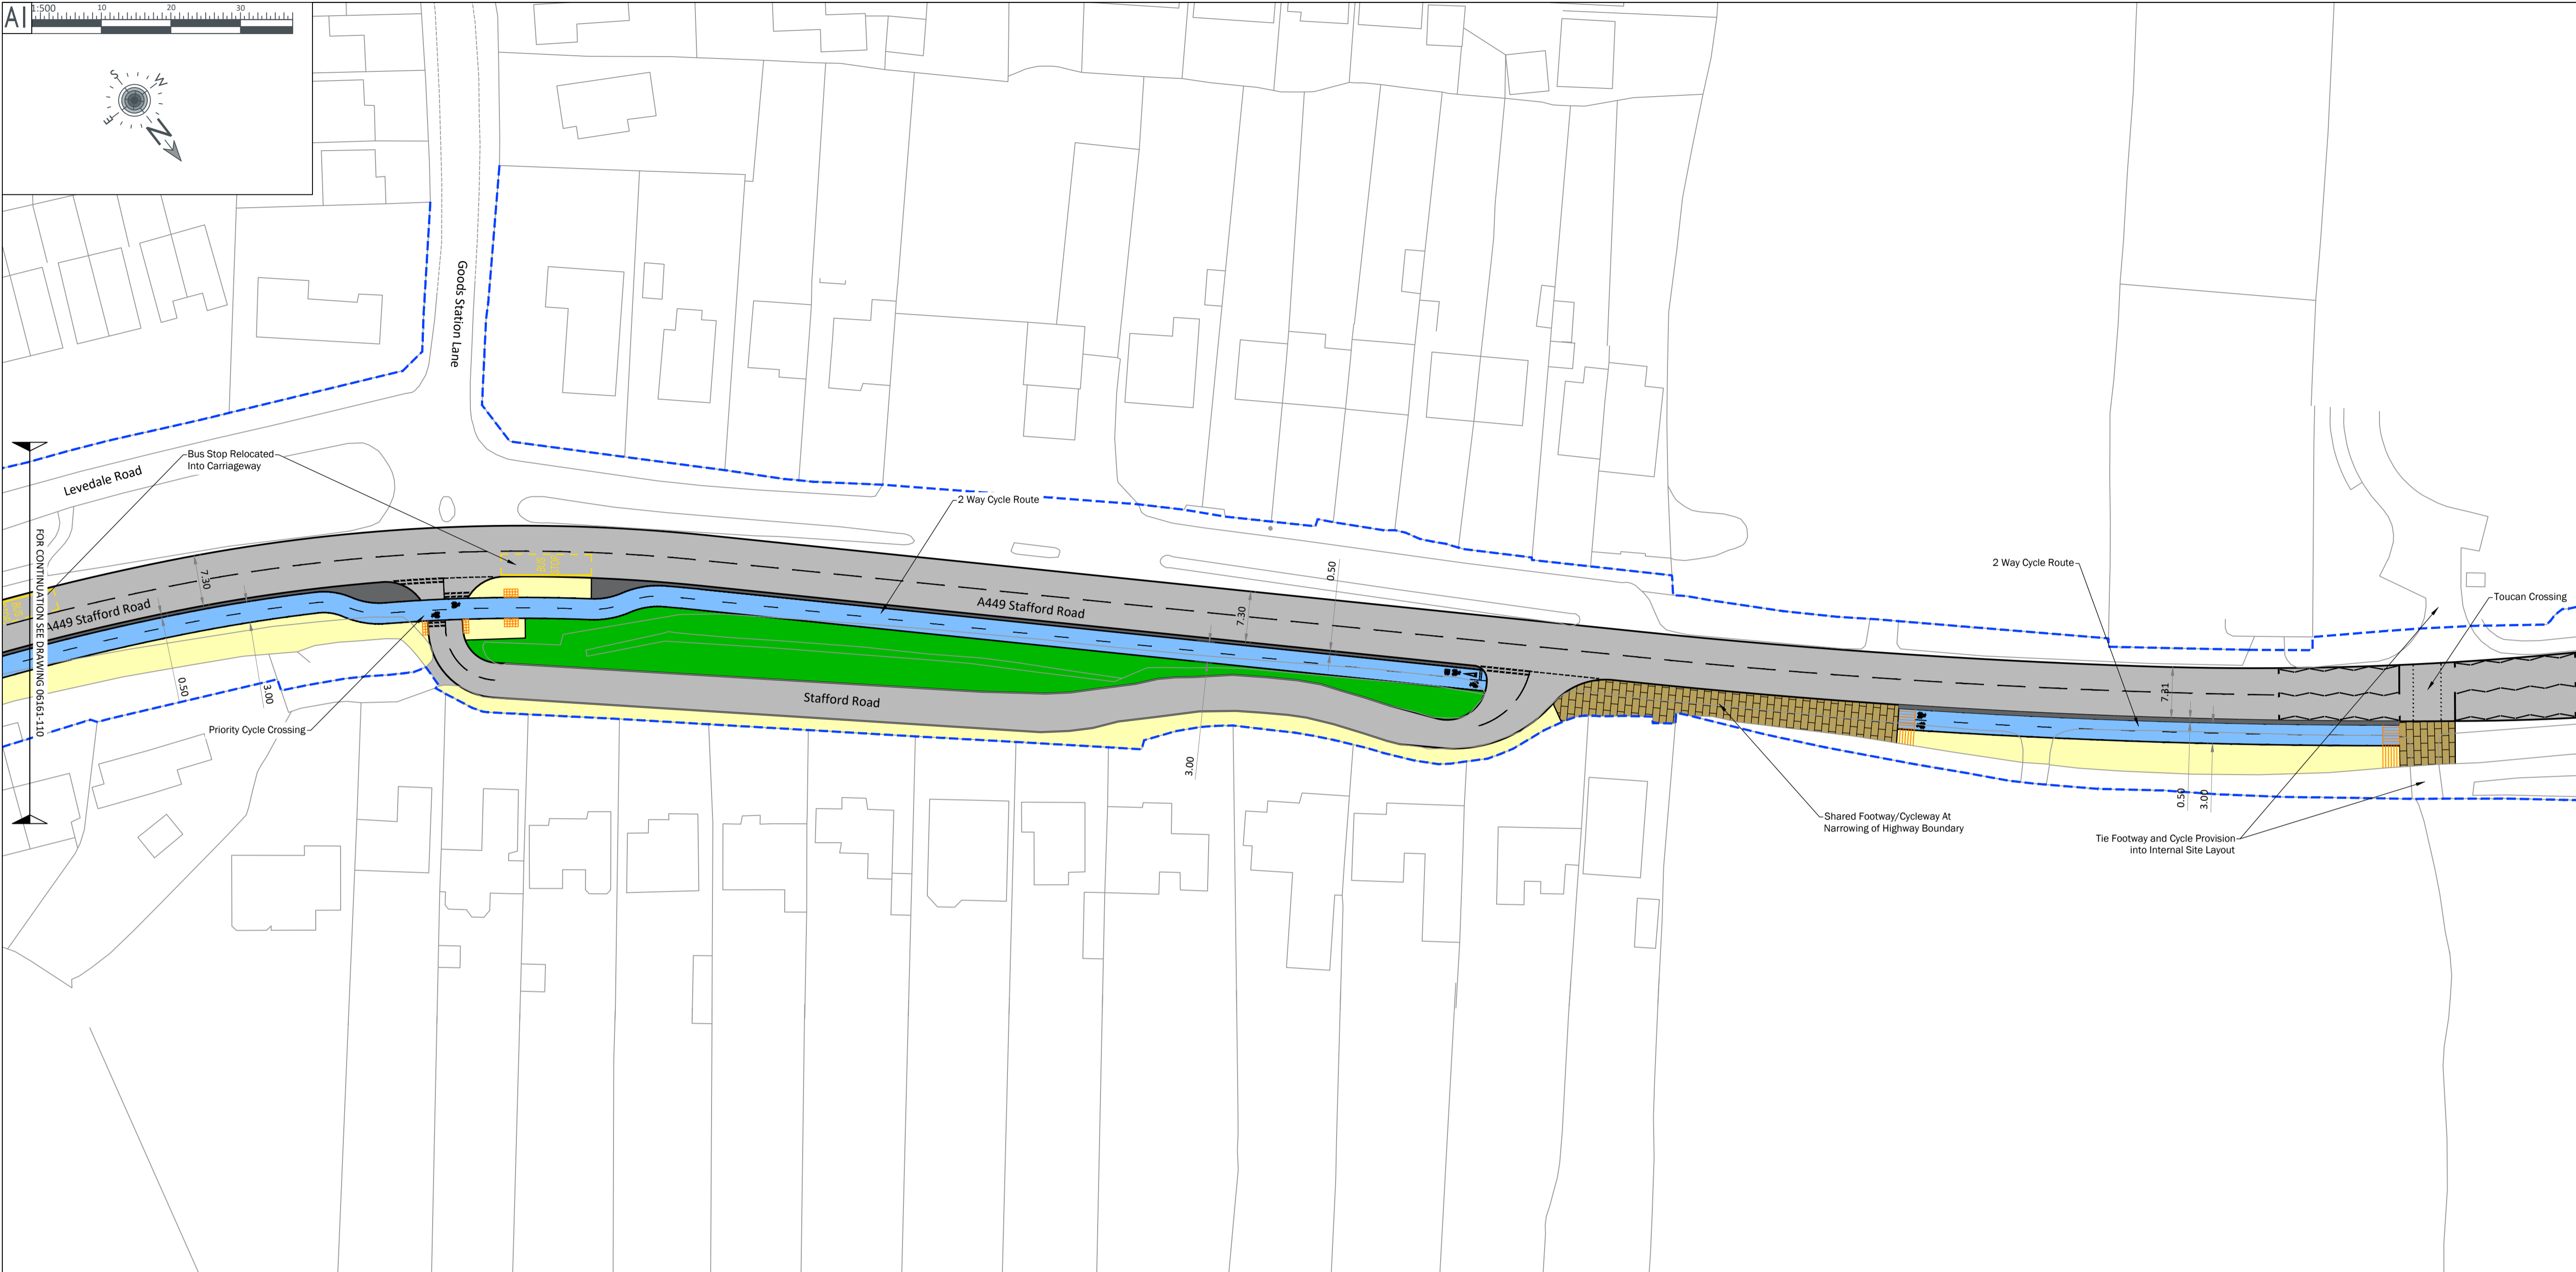 A1
1:500
10
20
30
S
W
E
N
Goods Station Lane
Levedale Road
Bus Stop Relocated
Into Carriageway
FOR CONTINUATION SEE DRAWING 06161-110
BUS
STOP
A449 Stafford Road
7.30
0.50
3.00
Priority Cycle Crossing
BUS
STOP
2 Way Cycle Route
A449 Stafford Road
Stafford Road
7.30
0.50
3.00
2 Way Cycle Route
Toucan Crossing
7.31
0.50
3.00
Shared Footway/Cycleway At
Narrowing of Highway Boundary
Tie Footway and Cycle Provision
into Internal Site Layout